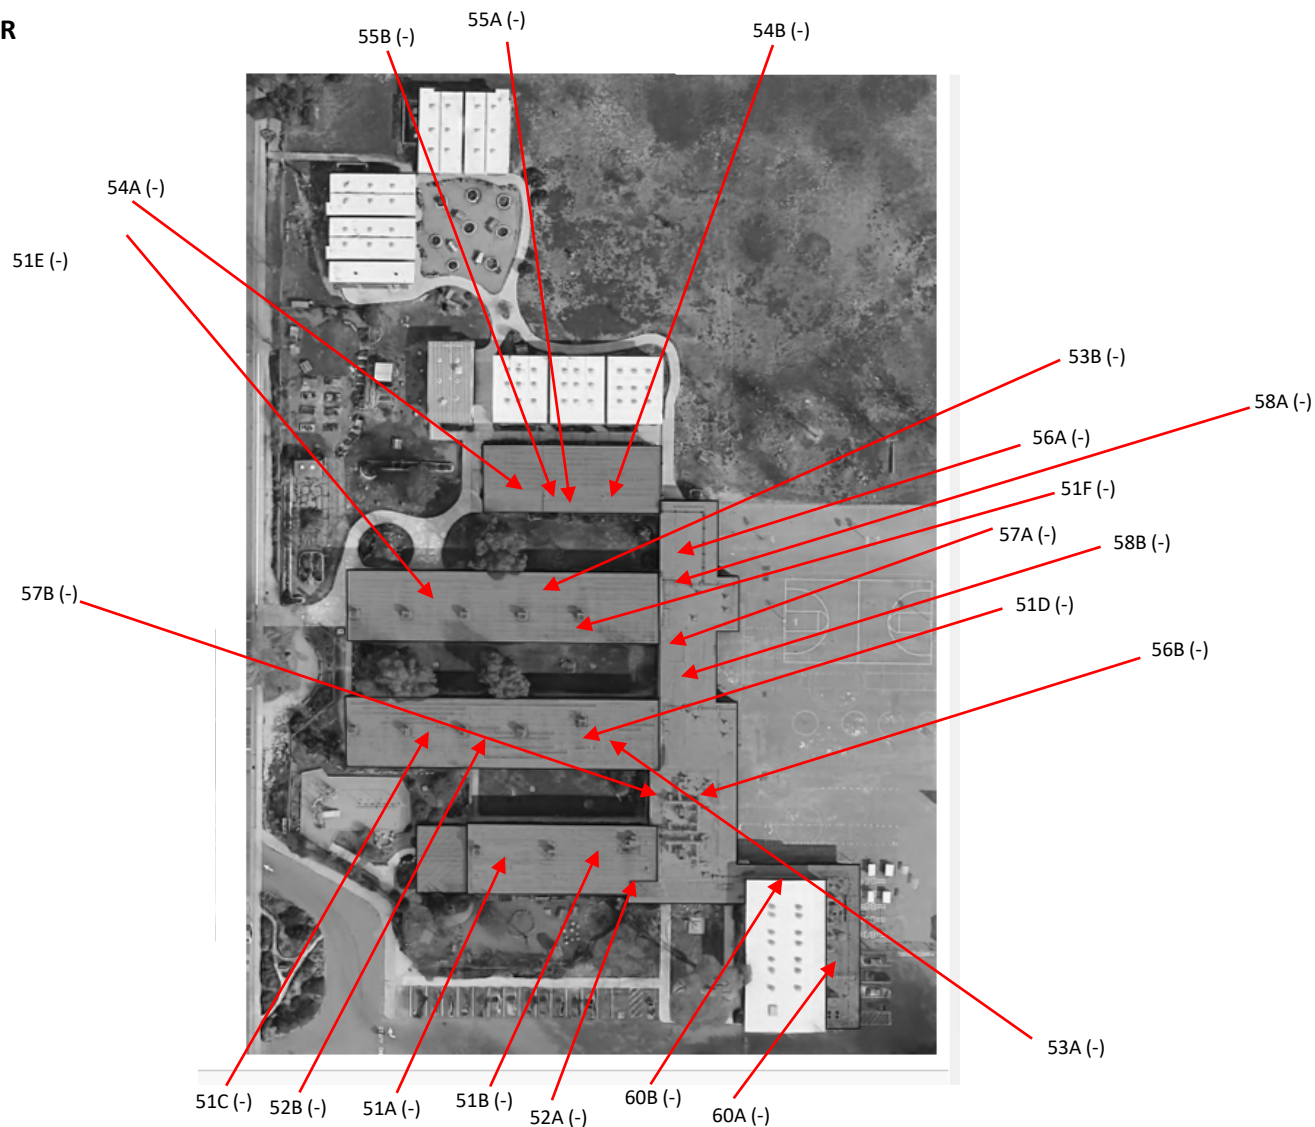 R
55A (-)
55B (-)
54B (-)
54A (-)
51E (-)
53B (-)
58A (-)
56A (-)
51F (-)
57A (-)
58B (-)
57B (-)
51D (-)
56B (-)
53A (-)
51C (-)
52B (-)
51A (-)
51B (-)
52A (-)
60B (-)
60A (-)